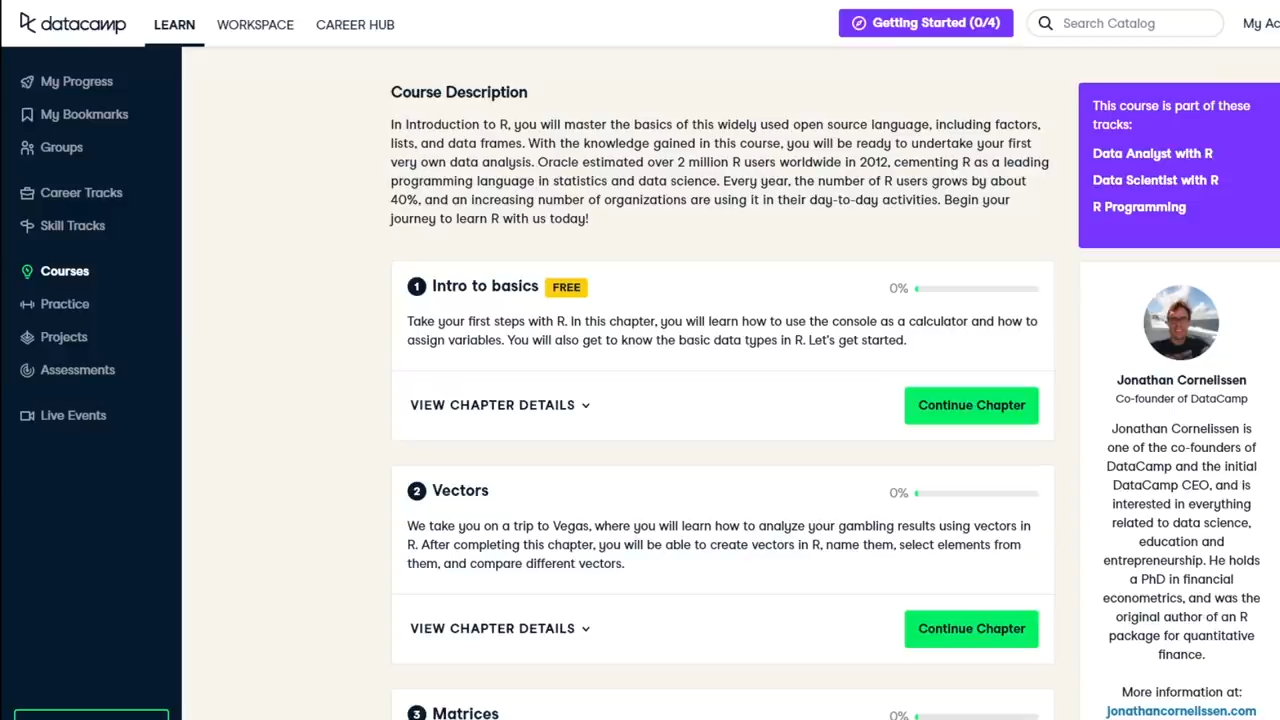 datacamp
LEARN
WORKSPACE
CAREER HUB
Getting Started (0/4)
Search Catalog
My Ac
My Progress
My Bookmarks
Groups
Career Tracks
Skill Tracks
Courses
Practice
Projects
Assessments
Live Events
Course Description
In Introduction to R, you will master the basics of this widely used open source language, including factors,
lists, and data frames. With the knowledge gained in this course, you will be ready to undertake your first
very own data analysis. Oracle estimated over 2 million R users worldwide in 2012, cementing R as a leading
programming language in statistics and data science. Every year, the number of R users grows by about
40%, and an increasing number of organizations are using it in their day-to-day activities. Begin your
journey to learn R with us today!
1 Intro to basics FREE 0%
Take your first steps with R. In this chapter, you will learn how to use the console as a calculator and how to
assign variables. You will also get to know the basic data types in R. Let's get started.
VIEW CHAPTER DETAILS
Continue Chapter
2 Vectors 0%
We take you on a trip to Vegas, where you will learn how to analyze your gambling results using vectors in
R. After completing this chapter, you will be able to create vectors in R, name them, select elements from
them, and compare different vectors.
VIEW CHAPTER DETAILS
Continue Chapter
3 Matrices 0%
This course is part of these
tracks:
Data Analyst with R
Data Scientist with R
R Programming
Jonathan Cornelissen
Co-founder of DataCamp
Jonathan Cornelissen is
one of the co-founders of
DataCamp and the initial
DataCamp CEO, and is
interested in everything
related to data science,
education and
entrepreneurship. He holds
a PhD in financial
econometrics, and was the
original author of an R
package for quantitative
finance.
More information at:
jonathancornelissen.com